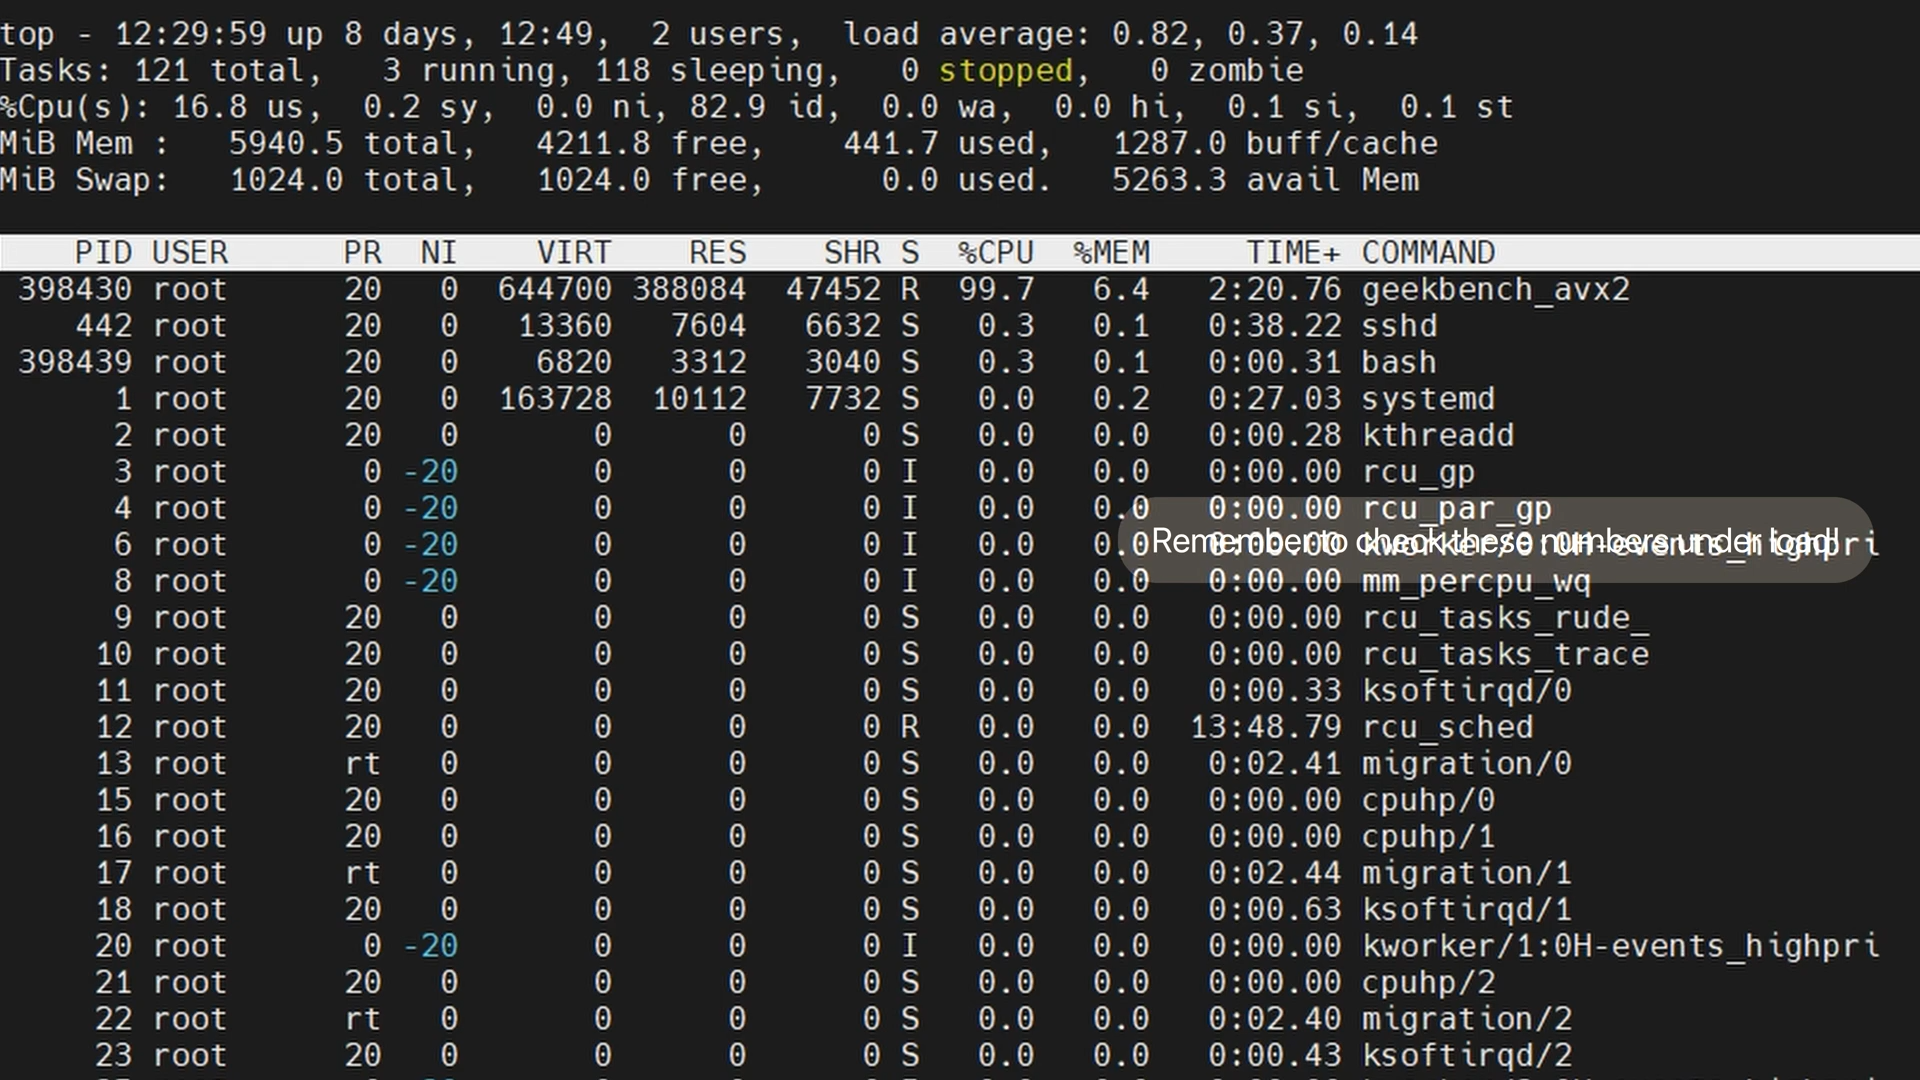 top - 12:29:59 up 8 days, 12:49,  2 users,  load average: 0.82, 0.37, 0.14
Tasks: 121 total,   3 running, 118 sleeping,   0 stopped,   0 zombie
%Cpu(s): 16.8 us,  0.2 sy,  0.0 ni, 82.9 id,  0.0 wa,  0.0 hi,  0.1 si,  0.1 st
MiB Mem :   5940.5 total,   4211.8 free,    441.7 used,   1287.0 buff/cache
MiB Swap:   1024.0 total,   1024.0 free,      0.0 used.   5263.3 avail Mem
PID USER PR NI VIRT RES SHR S %CPU %MEM TIME+ COMMAND
398430 root 20 0 644700 388084 47452 R 99.7 6.4 2:20.76 geekbench_avx2
442 root 20 0 13360 7604 6632 S 0.3 0.1 0:38.22 sshd
398439 root 20 0 6820 3312 3040 S 0.3 0.1 0:00.31 bash
1 root 20 0 163728 10112 7732 S 0.0 0.2 0:27.03 systemd
2 root 20 0 0 0 0 S 0.0 0.0 0:00.28 kthreadd
3 root 0 -20 0 0 0 I 0.0 0.0 0:00.00 rcu_gp
4 root 0 -20 0 0 0 I 0.0 0.0 0:00.00 rcu_par_gp
6 root 0 -20 0 0 0 I 0.0 0.0 0:00.00 kworker/0:0H-events_highpri
Remember to check these numbers under load!
8 root 0 -20 0 0 0 I 0.0 0.0 0:00.00 mm_percpu_wq
9 root 20 0 0 0 0 S 0.0 0.0 0:00.00 rcu_tasks_rude_
10 root 20 0 0 0 0 S 0.0 0.0 0:00.00 rcu_tasks_trace
11 root 20 0 0 0 0 S 0.0 0.0 0:00.33 ksoftirqd/0
12 root 20 0 0 0 0 R 0.0 0.0 13:48.79 rcu_sched
13 root rt 0 0 0 0 S 0.0 0.0 0:02.41 migration/0
15 root 20 0 0 0 0 S 0.0 0.0 0:00.00 cpuhp/0
16 root 20 0 0 0 0 S 0.0 0.0 0:00.00 cpuhp/1
17 root rt 0 0 0 0 S 0.0 0.0 0:02.44 migration/1
18 root 20 0 0 0 0 S 0.0 0.0 0:00.63 ksoftirqd/1
20 root 0 -20 0 0 0 I 0.0 0.0 0:00.00 kworker/1:0H-events_highpri
21 root 20 0 0 0 0 S 0.0 0.0 0:00.00 cpuhp/2
22 root rt 0 0 0 0 S 0.0 0.0 0:02.40 migration/2
23 root 20 0 0 0 0 S 0.0 0.0 0:00.43 ksoftirqd/2